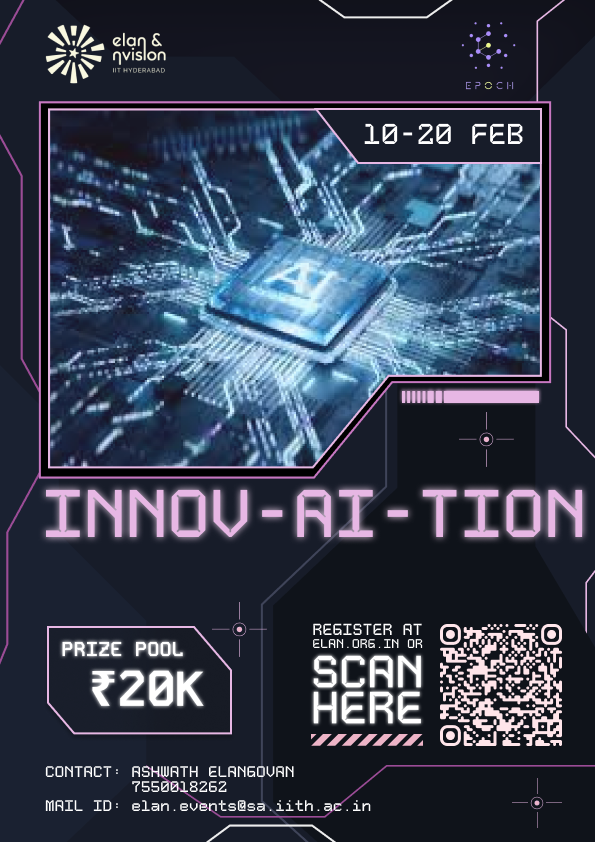 elan &
ηvision
IIT HYDERABAD
EPOCH
10-20 FEB
AI
INNOV-AI-TION
PRIZE POOL
₹20K
REGISTER AT
ELAN.ORG.IN OR
SCAN
HERE
CONTACT: ASHWATH ELANGOVAN
7550018262
MAIL ID: elan.events@sa.iith.ac.in